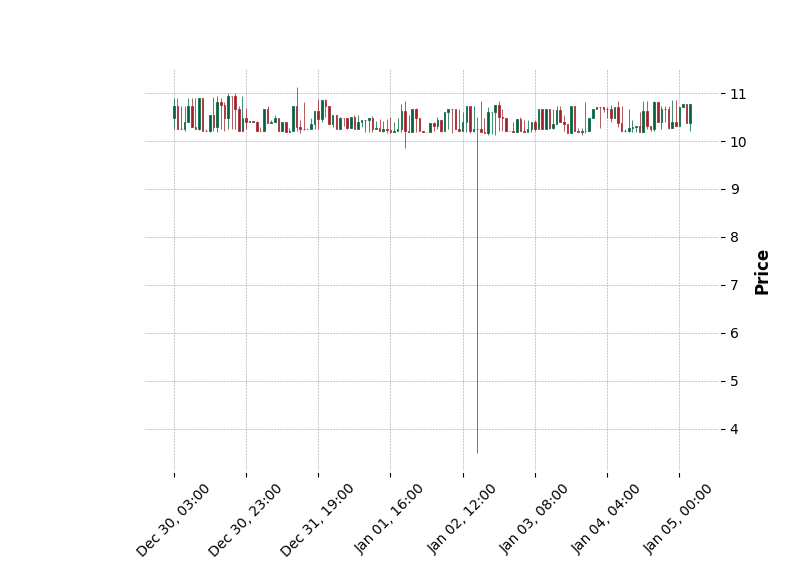 11
10
9
8
7
6
5
4
Price
Dec 30, 03:00
Dec 30, 23:00
Dec 31, 19:00
Jan 01, 16:00
Jan 02, 12:00
Jan 03, 08:00
Jan 04, 04:00
Jan 05, 00:00